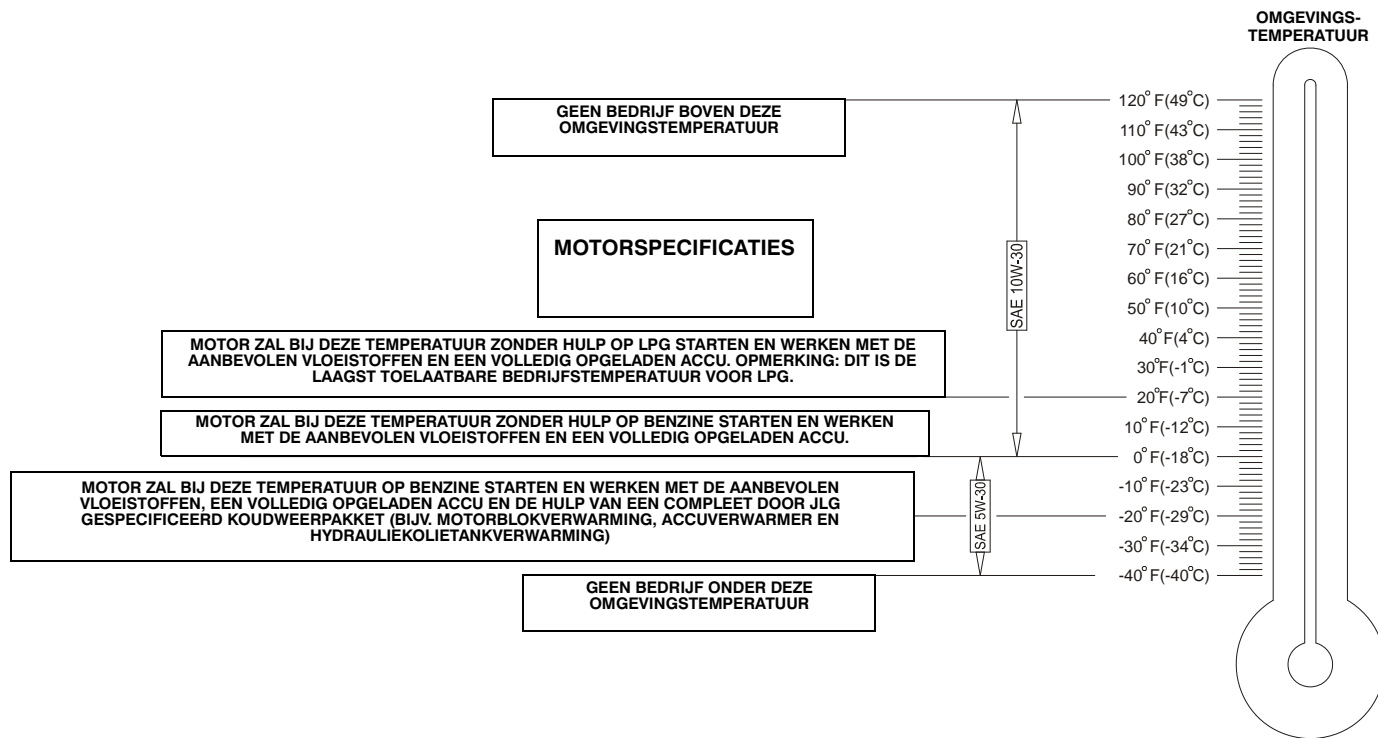 OMGEVINGS-
TEMPERATUUR
GEEN BEDRIJF BOVEN DEZE
OMGEVINGSTEMPERATUUR
120° F(49°C)
110° F(43°C)
100° F(38°C)
90° F(32°C)
80° F(27°C)
70° F(21°C)
60° F(16°C)
50° F(10°C)
40° F(4°C)
30°F(-1°C)
20°F(-7°C)
10°F(-12°C)
0° F(-18°C)
-10° F(-23°C)
-20° F(-29°C)
-30° F(-34°C)
-40° F(-40°C)
SAE 10W-30
MOTORSPECIFICATIES
MOTOR ZAL BIJ DEZE TEMPERATUUR ZONDER HULP OP LPG STARTEN EN WERKEN MET DE
AANBEVOLEN VLOEISTOFFEN EN EEN VOLLEDIG OPGELADEN ACCU. OPMERKING: DIT IS DE
LAAGST TOELAATBARE BEDRIJFSTEMPERATUUR VOOR LPG.
MOTOR ZAL BIJ DEZE TEMPERATUUR ZONDER HULP OP BENZINE STARTEN EN WERKEN
MET DE AANBEVOLEN VLOEISTOFFEN EN EEN VOLLEDIG OPGELADEN ACCU.
MOTOR ZAL BIJ DEZE TEMPERATUUR OP BENZINE STARTEN EN WERKEN MET DE AANBEVOLEN
VLOEISTOFFEN, EEN VOLLEDIG OPGELADEN ACCU EN DE HULP VAN EEN COMPLEET DOOR JLG
GESPECIFICEERD KOUDWEERPAKKET (BIJV. MOTORBLOKVERWARMING, ACCUVERWARMER EN
HYDRAULIEKOLIETANKVERWARMING)
SAE 5W-30
GEEN BEDRIJF ONDER DEZE
OMGEVINGSTEMPERATUUR